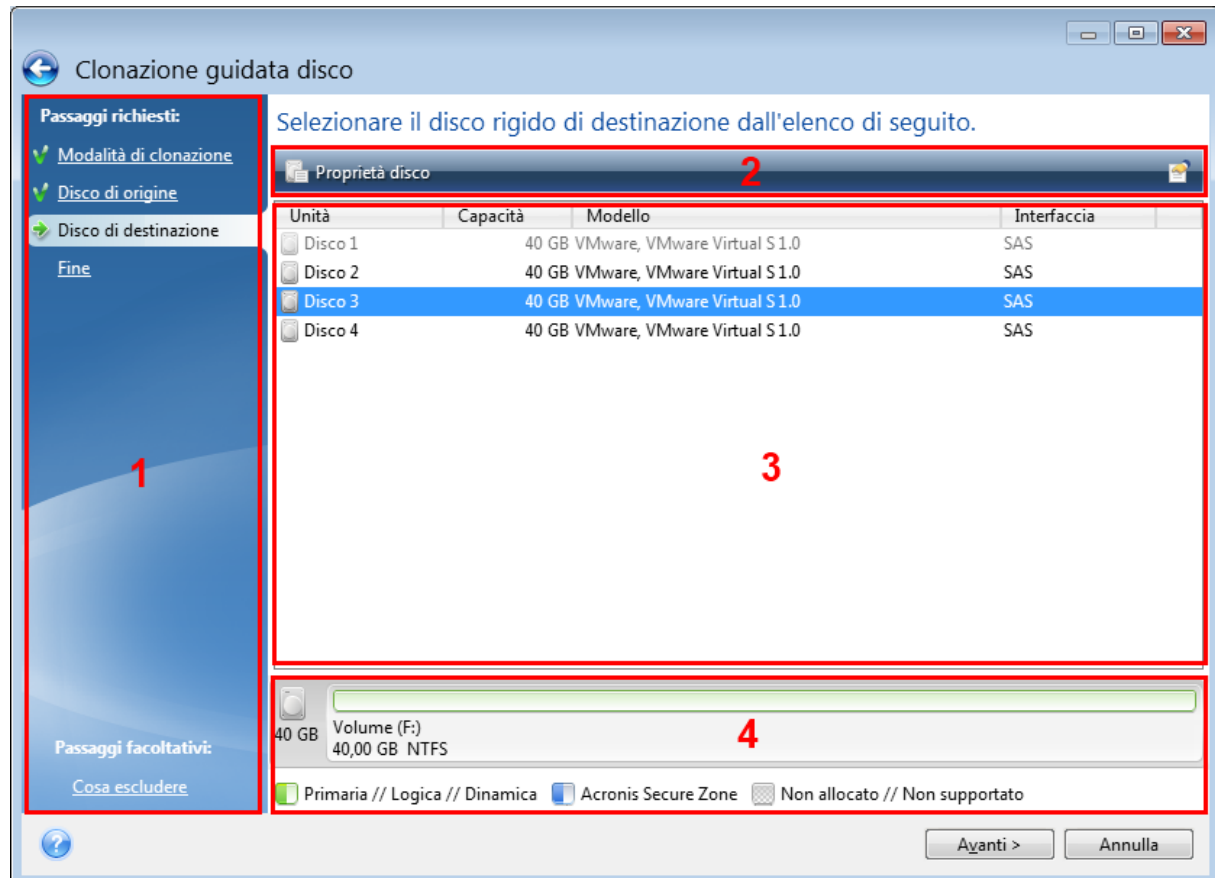 Clonazione guidata disco
Passaggi richiesti:
Modalità di clonazione
Disco di origine
Disco di destinazione
Fine
1
Passaggi facoltativi:
Cosa escludere
Selezionare il disco rigido di destinazione dall'elenco di seguito.
Proprietà disco
2
Unità Capacità Modello Interfaccia
Disco 1 40 GB VMware, VMware Virtual S 1.0 SAS
Disco 2 40 GB VMware, VMware Virtual S 1.0 SAS
Disco 3 40 GB VMware, VMware Virtual S 1.0 SAS
Disco 4 40 GB VMware, VMware Virtual S 1.0 SAS
3
40 GB
Volume (F:)
40,00 GB NTFS
4
Primaria // Logica // Dinamica Acronis Secure Zone Non allocato // Non supportato
Avanti > Annulla